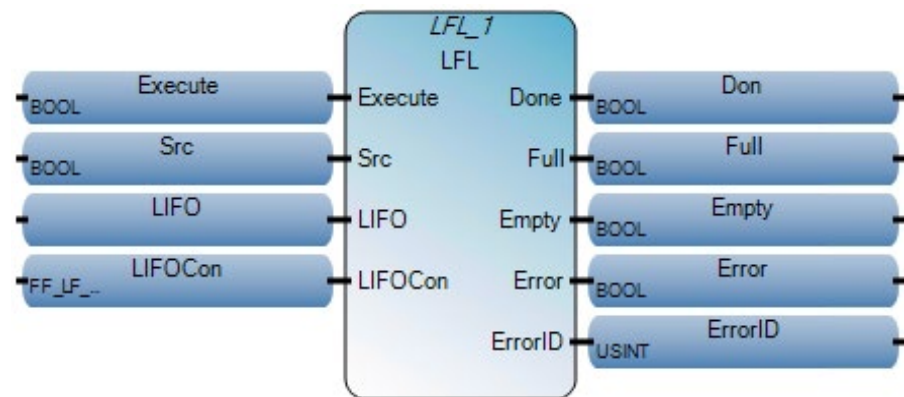 LFL_1
LFL
Execute
BOOL
Execute
Done
Don
BOOL
Src
BOOL
Src
Full
Full
BOOL
LIFO
LIFO
Empty
Empty
BOOL
LIFOCon
FF_LF_..
LIFOCon
Error
Error
BOOL
ErrorID
ErrorID
USINT